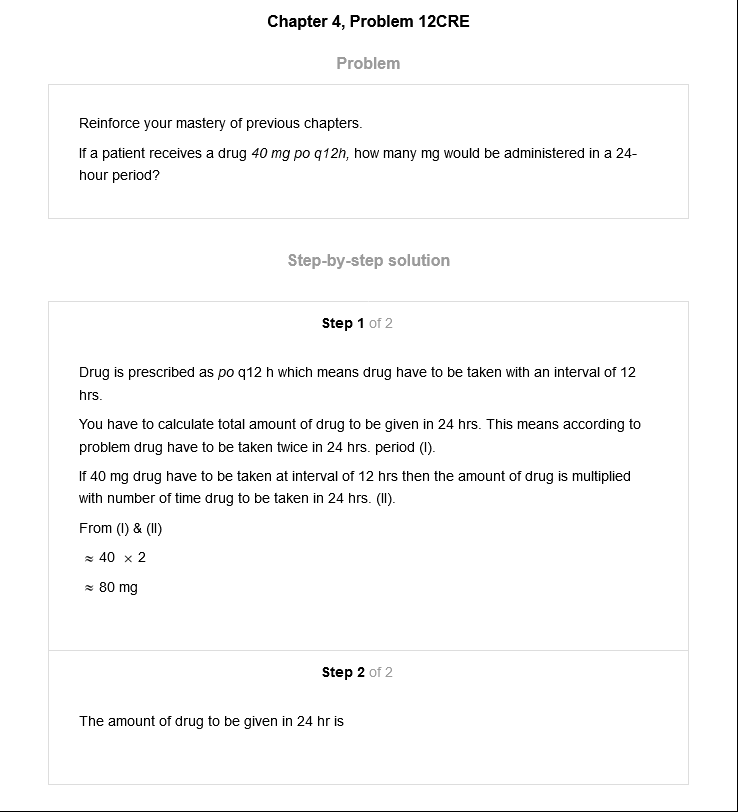 Chapter 4, Problem 12CRE
Problem
Reinforce your mastery of previous chapters.
If a patient receives a drug 40 mg po q12h, how many mg would be administered in a 24-
hour period?
Step-by-step solution
Step 1 of 2
Drug is prescribed as po q12 h which means drug have to be taken with an interval of 12
hrs.
You have to calculate total amount of drug to be given in 24 hrs. This means according to
problem drug have to be taken twice in 24 hrs. period (I).
If 40 mg drug have to be taken at interval of 12 hrs then the amount of drug is multiplied
with number of time drug to be taken in 24 hrs. (II).
From (I) & (II)
≈ 40 × 2
≈ 80 mg
Step 2 of 2
The amount of drug to be given in 24 hr is